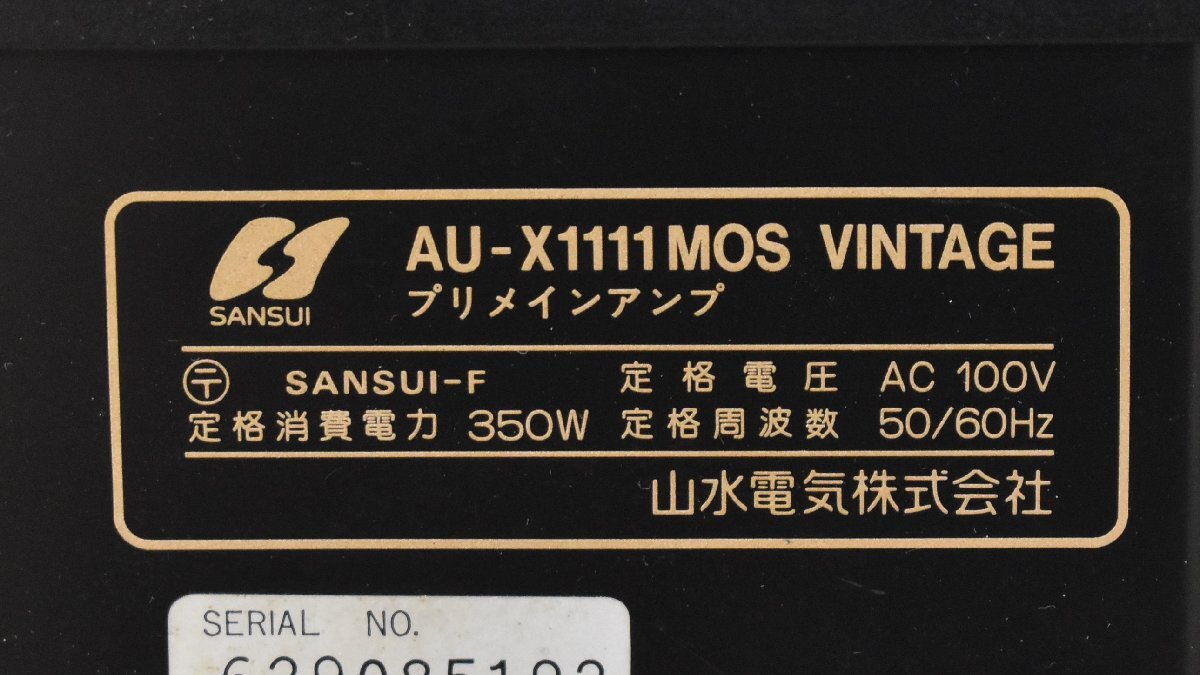 AU-X1111MOS VINTAGE
SANSUI
プリメインアンプ
〒 SANSUI-F 定格電圧 AC 100V
定格消費電力 350W 定格周波数 50/60Hz
山水電気株式会社
SERIAL NO.